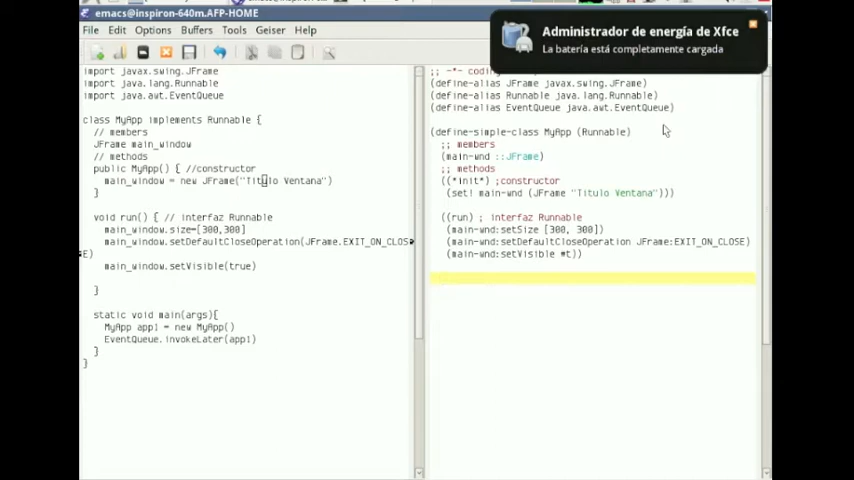 emacs@inspiron-640m.AFP-HOME
File Edit Options Buffers Tools Geiser Help
Administrador de energía de Xfce
La batería está completamente cargada
import javax.swing.JFrame
import java.lang.Runnable
import java.awt.EventQueue
class MyApp implements Runnable {
// members
JFrame main_window
// methods
public MyApp() { //constructor
main_window = new JFrame("Titulo Ventana")
}
void run() { // interfaz Runnable
main_window.size=[300,300]
main_window.setDefaultCloseOperation(JFrame.EXIT_ON_CLOS
E)
main_window.setVisible(true)
}
static void main(args){
MyApp app1 = new MyApp()
EventQueue.invokeLater(app1)
}
}
;; -*- coding
(define-alias JFrame javax.swing.JFrame)
(define-alias Runnable java.lang.Runnable)
(define-alias EventQueue java.awt.EventQueue)
(define-simple-class MyApp (Runnable)
;; members
(main-wnd ::JFrame)
;; methods
((*init*) ;constructor
(set! main-wnd (JFrame "Titulo Ventana")))
((run) ; interfaz Runnable
(main-wnd:setSize [300, 300])
(main-wnd:setDefaultCloseOperation JFrame:EXIT_ON_CLOSE)
(main-wnd:setVisible #t))